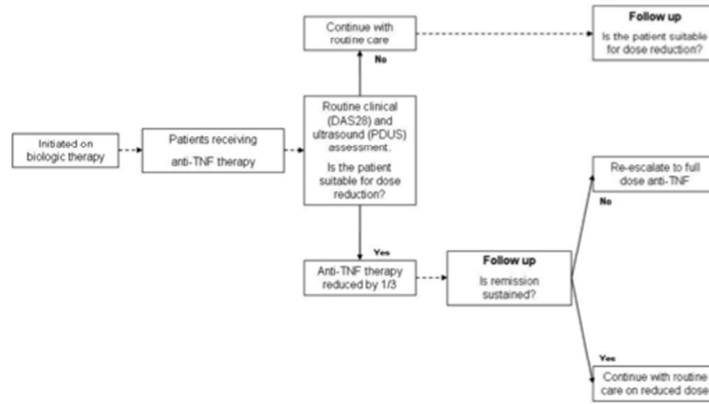 Continue with
routine care
Follow up
Is the patient suitable
for dose reduction?
No
Initiated on
biologic therapy
Patients receiving
anti-TNF therapy
Routine clinical
(DAS28) and
ultrasound (PDUS)
assessment.
Is the patient
suitable for dose
reduction?
Re-escalate to full
dose anti-TNF
No
Yes
Anti-TNF therapy
reduced by 1/3
Follow up
Is remission
sustained?
Yes
Continue with routine
care on reduced dose